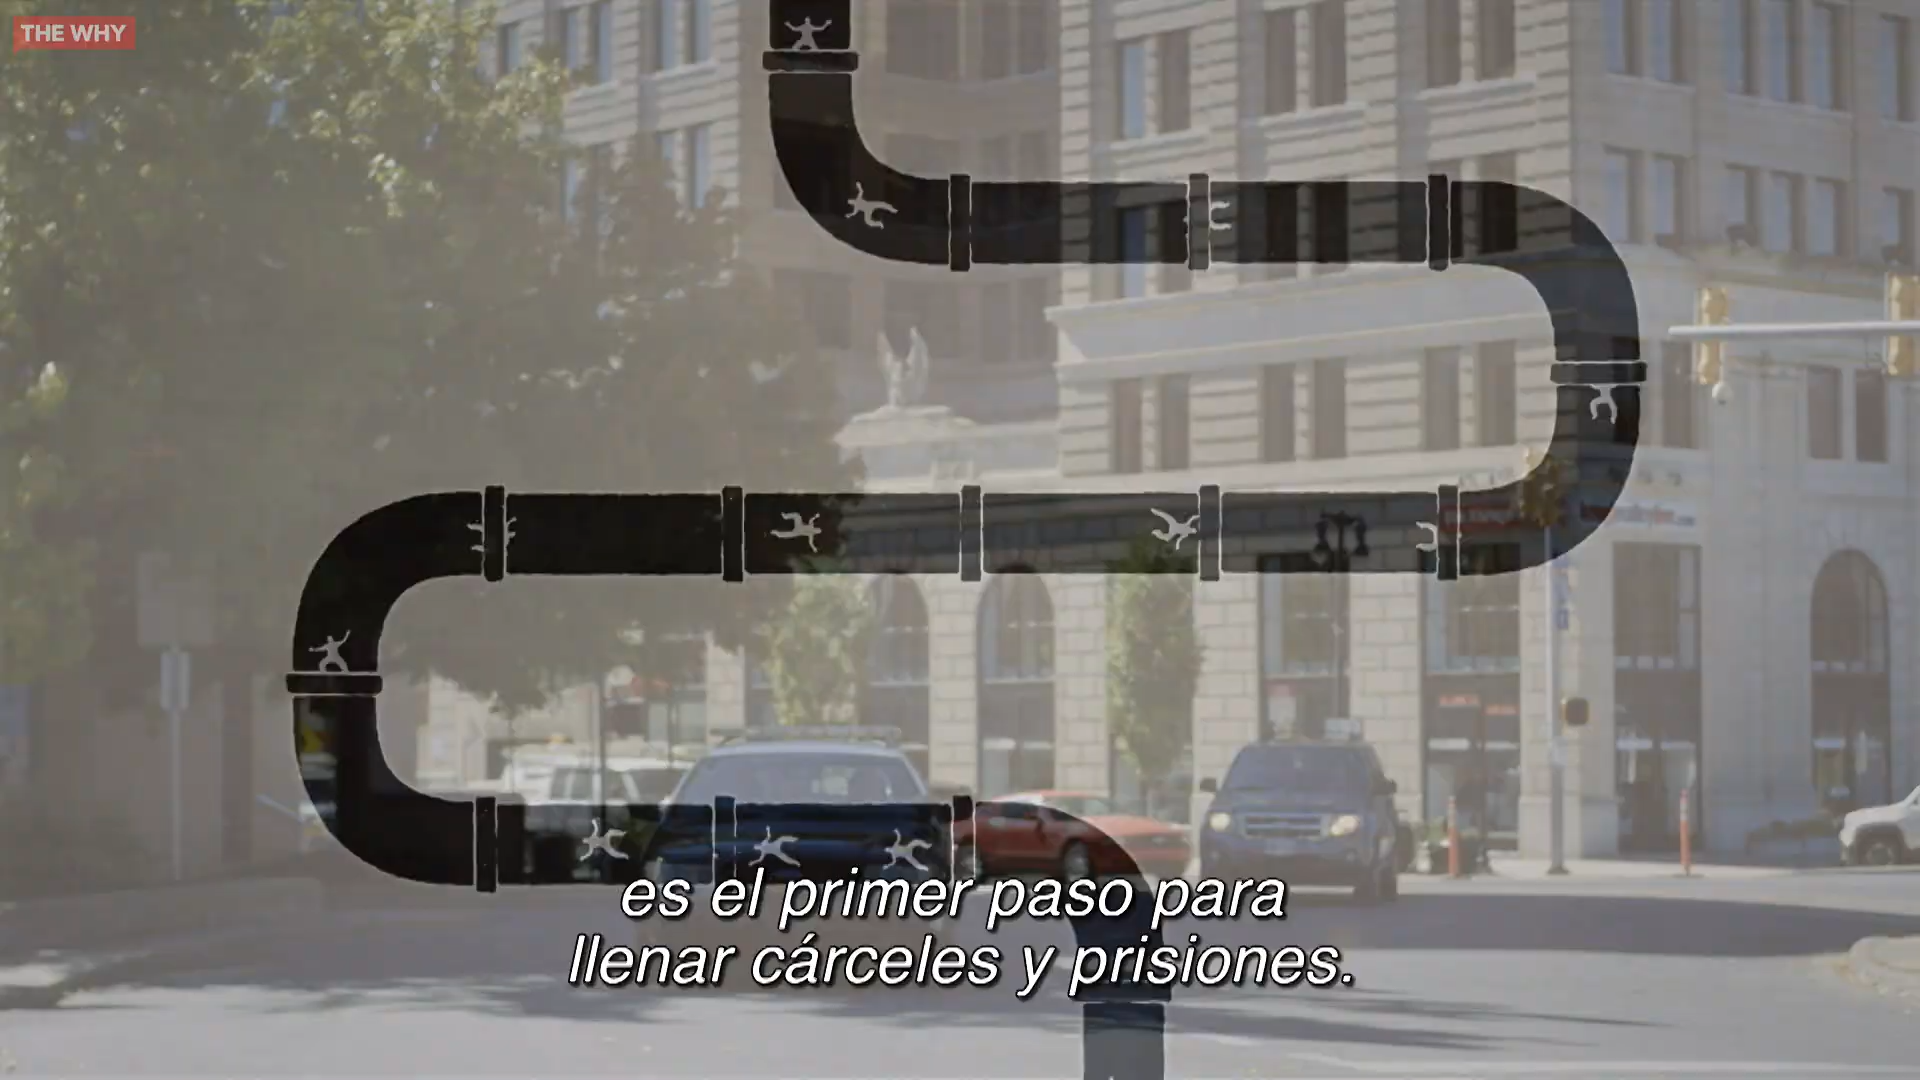 THE WHY
es el primer paso para
llenar cárceles y prisiones.